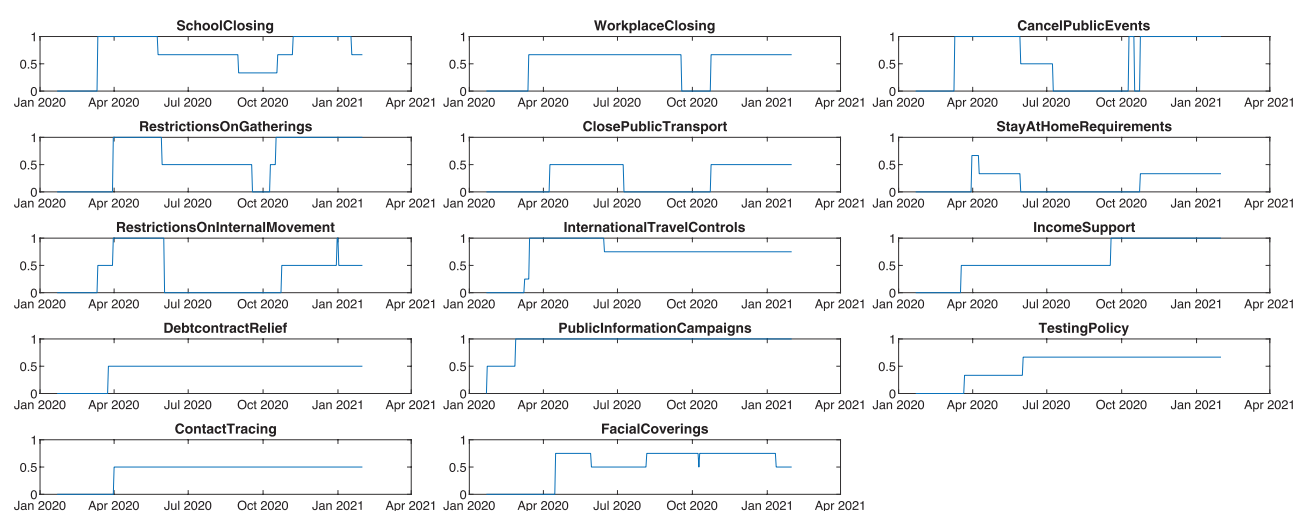 SchoolClosing WorkplaceClosing CancelPublicEvents
1 1 1
0.5 0.5 0.5
0 0 0
Jan 2020 Apr 2020 Jul 2020 Oct 2020 Jan 2021 Apr 2021 Jan 2020 Apr 2020 Jul 2020 Oct 2020 Jan 2021 Apr 2021 Jan 2020 Apr 2020 Jul 2020 Oct 2020 Jan 2021 Apr 2021
RestrictionsOnGatherings ClosePublicTransport StayAtHomeRequirements
1 1 1
0.5 0.5 0.5
0 0 0
Jan 2020 Apr 2020 Jul 2020 Oct 2020 Jan 2021 Apr 2021 Jan 2020 Apr 2020 Jul 2020 Oct 2020 Jan 2021 Apr 2021 Jan 2020 Apr 2020 Jul 2020 Oct 2020 Jan 2021 Apr 2021
RestrictionsOnInternalMovement InternationalTravelControls IncomeSupport
1 1 1
0.5 0.5 0.5
0 0 0
Jan 2020 Apr 2020 Jul 2020 Oct 2020 Jan 2021 Apr 2021 Jan 2020 Apr 2020 Jul 2020 Oct 2020 Jan 2021 Apr 2021 Jan 2020 Apr 2020 Jul 2020 Oct 2020 Jan 2021 Apr 2021
DebtcontractRelief PublicInformationCampaigns TestingPolicy
1 1 1
0.5 0.5 0.5
0 0 0
Jan 2020 Apr 2020 Jul 2020 Oct 2020 Jan 2021 Apr 2021 Jan 2020 Apr 2020 Jul 2020 Oct 2020 Jan 2021 Apr 2021 Jan 2020 Apr 2020 Jul 2020 Oct 2020 Jan 2021 Apr 2021
ContactTracing FacialCoverings
1 1
0.5 0.5
0 0
Jan 2020 Apr 2020 Jul 2020 Oct 2020 Jan 2021 Apr 2021 Jan 2020 Apr 2020 Jul 2020 Oct 2020 Jan 2021 Apr 2021